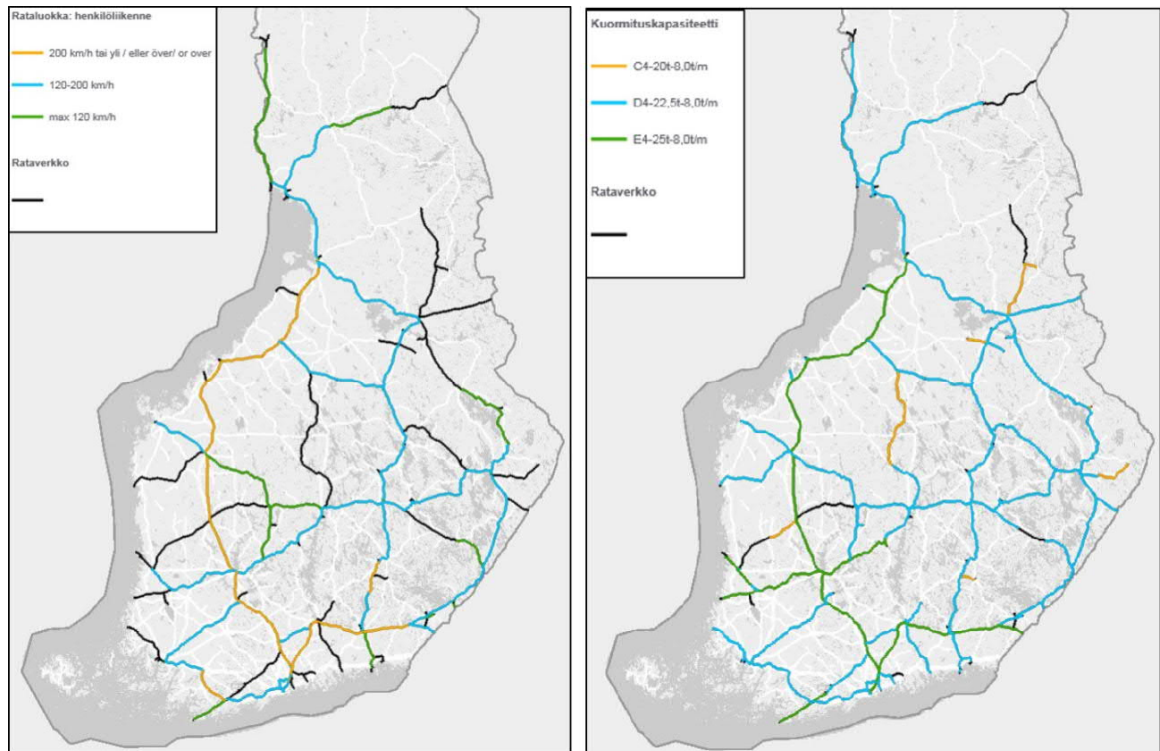 Rataluokka: henkilöliikenne
200 km/h tai yli / eller över/ or over
120-200 km/h
max 120 km/h
Rataverkko
Kuormituskapasiteetti
C4-20t-8,0t/m
D4-22,5t-8,0t/m
E4-25t-8,0t/m
Rataverkko